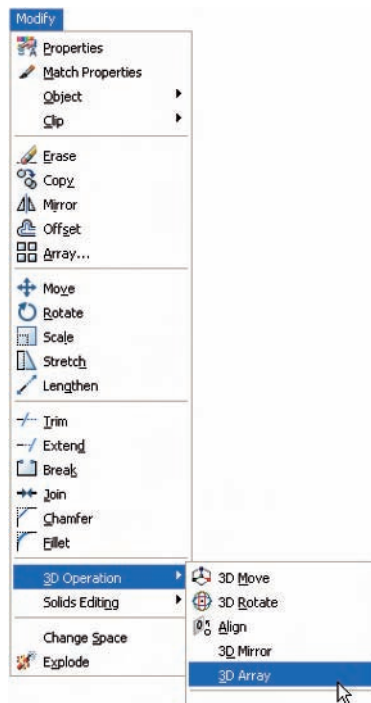 Modify
Properties
Match Properties
Object
Clip
Erase
Copy
Mirror
Offset
Array...
Move
Rotate
Scale
Stretch
Lengthen
Trim
Extend
Break
Join
Chamfer
Fillet
3D Operation
Solids Editing
Change Space
Explode
3D Move
3D Rotate
Align
3D Mirror
3D Array